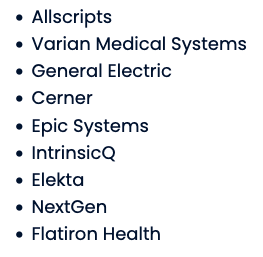 • Allscripts
• Varian Medical Systems
• General Electric
• Cerner
• Epic Systems
• IntrinsicQ
• Elekta
• NextGen
• Flatiron Health